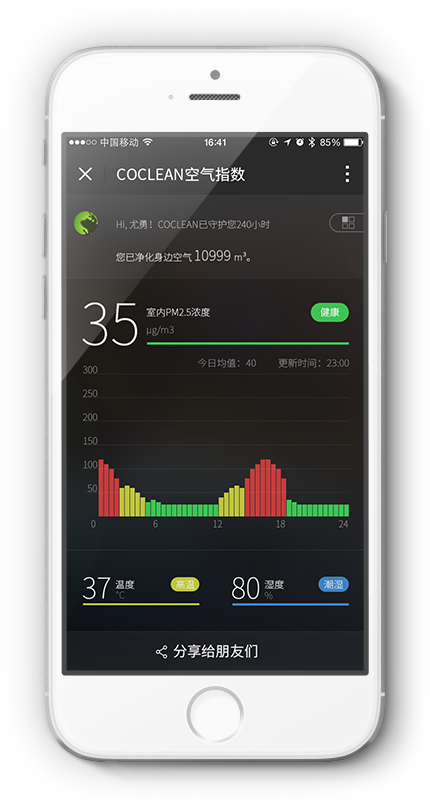 中国移动 16:41 85%
COCLEAN空气指数
Hi, 尤勇！COCLEAN已守护您240小时
您已净化身边空气 10999 m³。
35 室内PM2.5浓度 健康
μg/m3
今日均值：40 更新时间：23:00
300
250
200
150
100
50
0 6 12 18 24
37 温度 高温 80 湿度 潮湿
℃ %
分享给朋友们